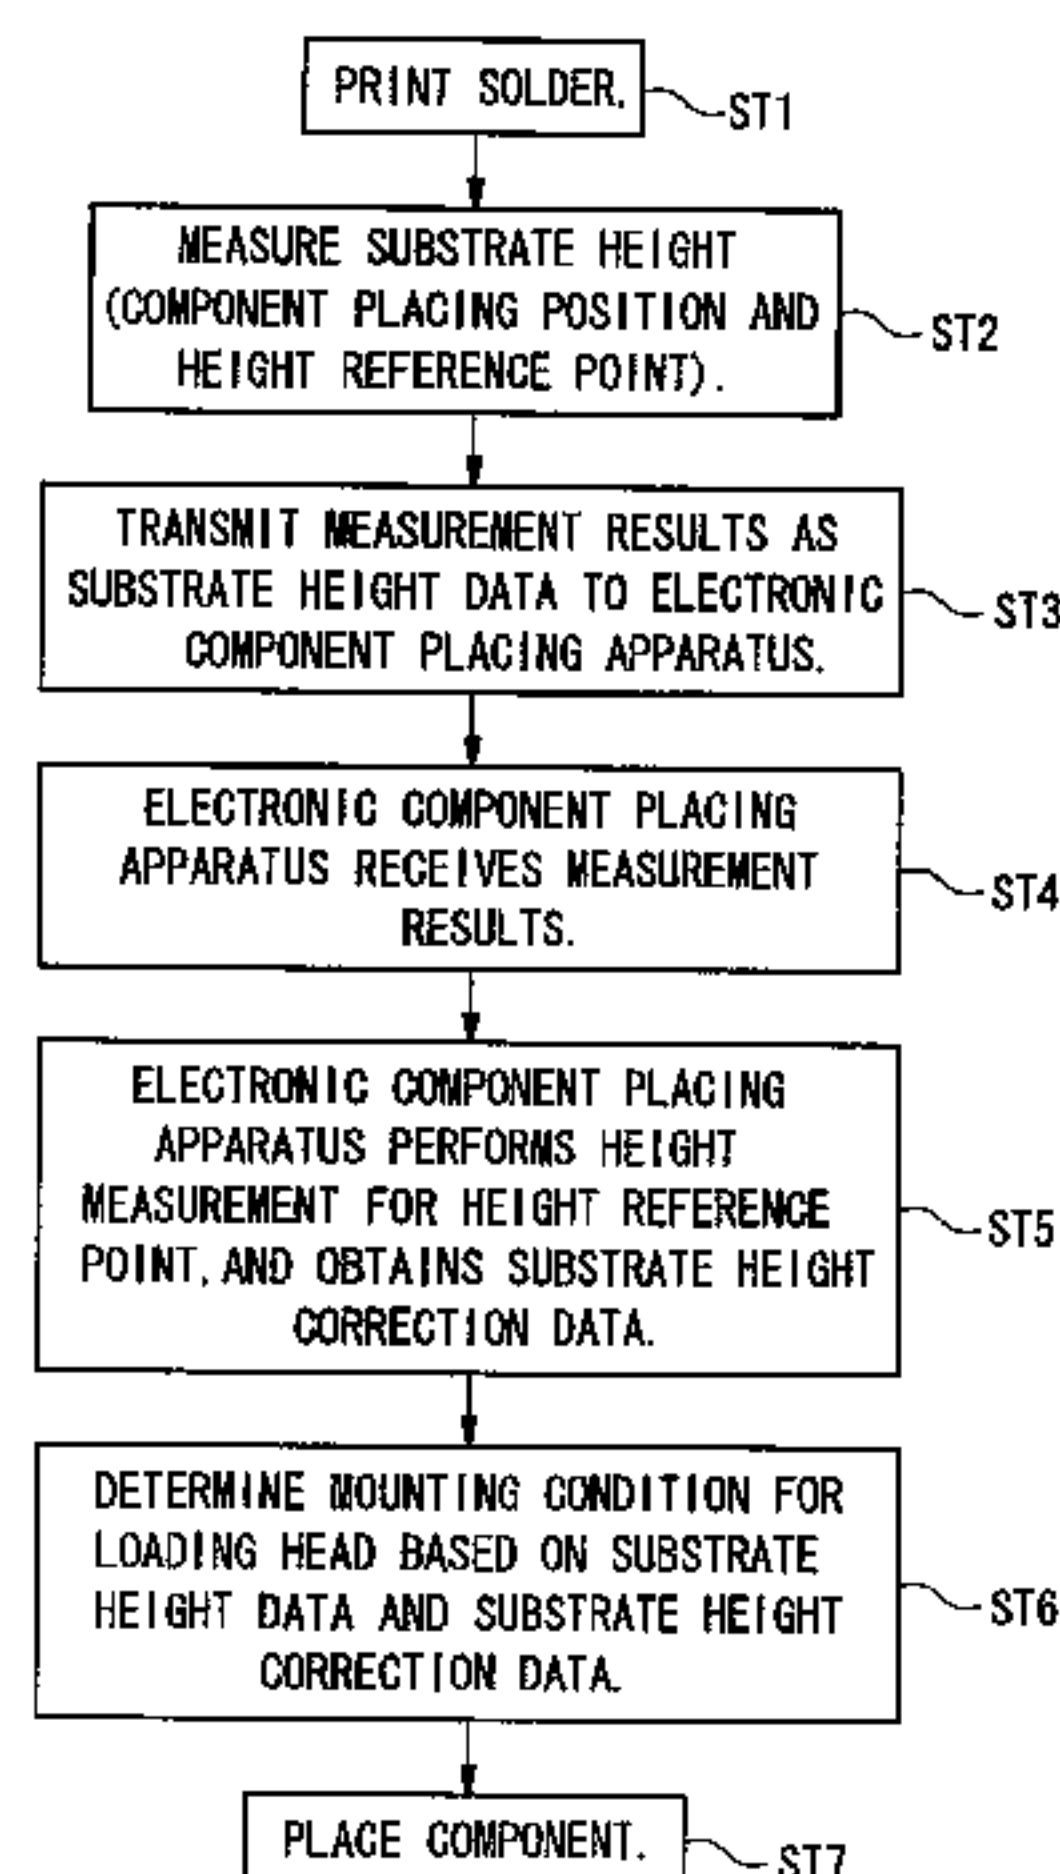 PRINT SOLDER.
ST1
MEASURE SUBSTRATE HEIGHT
(COMPONENT PLACING POSITION AND
HEIGHT REFERENCE POINT).
ST2
TRANSMIT MEASUREMENT RESULTS AS
SUBSTRATE HEIGHT DATA TO ELECTRONIC
COMPONENT PLACING APPARATUS.
ST3
ELECTRONIC COMPONENT PLACING
APPARATUS RECEIVES MEASUREMENT
RESULTS.
ST4
ELECTRONIC COMPONENT PLACING
APPARATUS PERFORMS HEIGHT
MEASUREMENT FOR HEIGHT REFERENCE
POINT, AND OBTAINS SUBSTRATE HEIGHT
CORRECTION DATA.
ST5
DETERMINE MOUNTING CONDITION FOR
LOADING HEAD BASED ON SUBSTRATE
HEIGHT DATA AND SUBSTRATE HEIGHT
CORRECTION DATA.
ST6
PLACE COMPONENT.
ST7